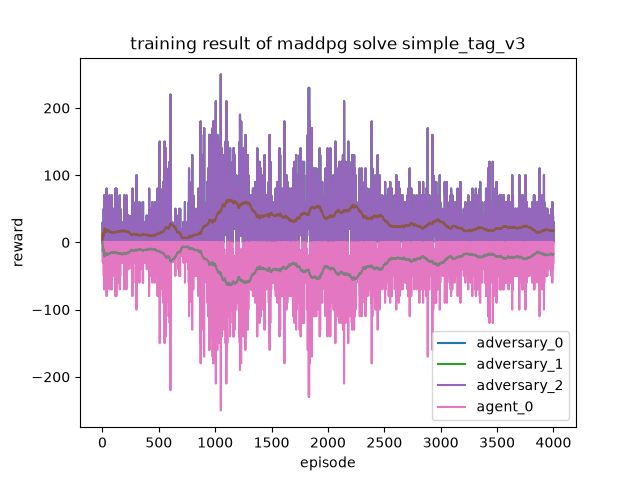 training result of maddpg solve simple_tag_v3
200
100
0
−100
−200
reward
adversary_0
adversary_1
adversary_2
agent_0
0 500 1000 1500 2000 2500 3000 3500 4000
episode